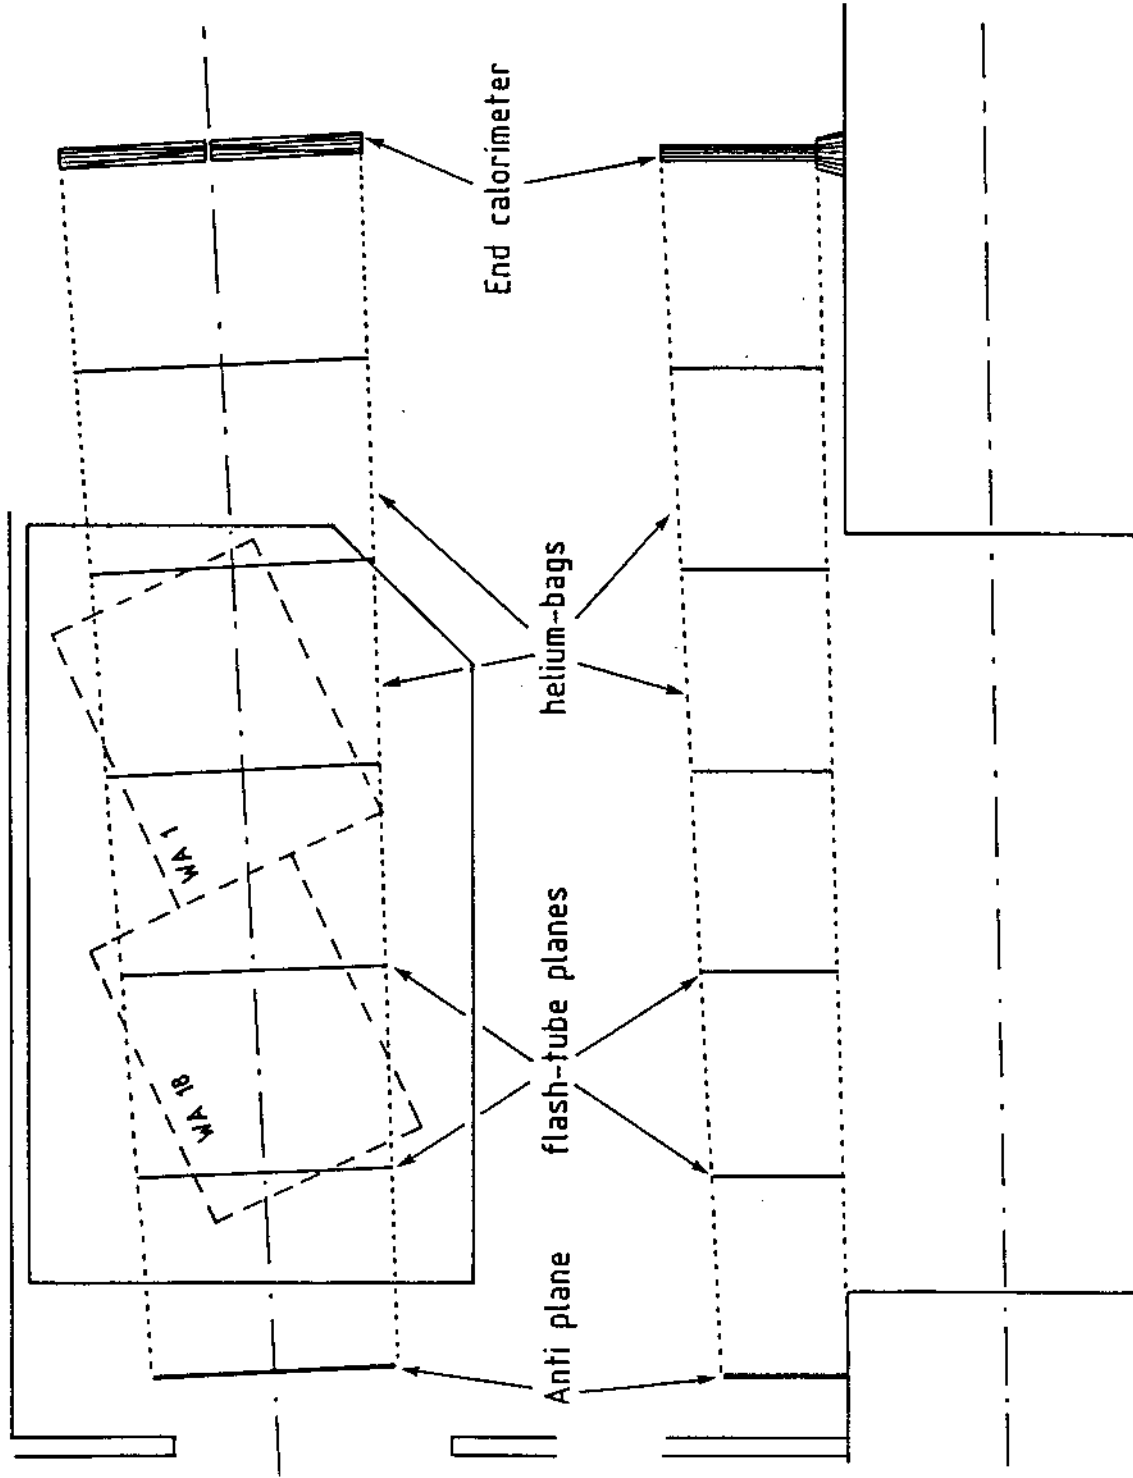 WA 18
WA 1
Anti plane
flash-tube planes
helium-bags
End calorimeter